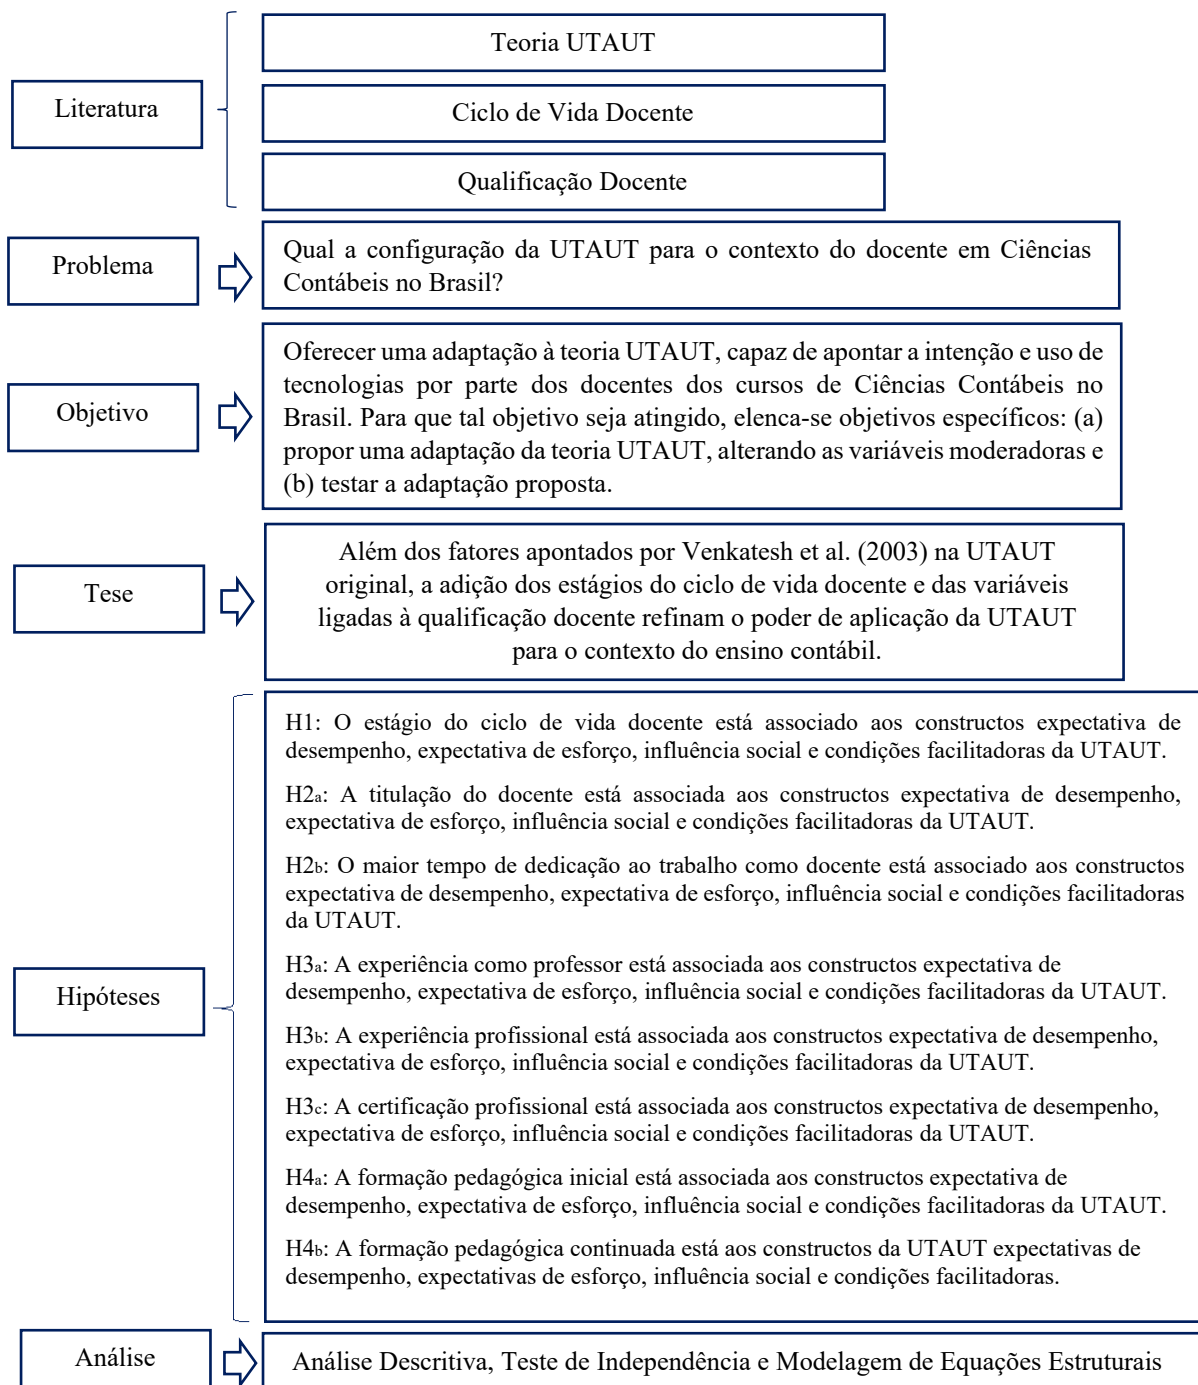 Literatura
Teoria UTAUT
Ciclo de Vida Docente
Qualificação Docente
Problema
Qual a configuração da UTAUT para o contexto do docente em Ciências
Contábeis no Brasil?
Objetivo
Oferecer uma adaptação à teoria UTAUT, capaz de apontar a intenção e uso de
tecnologias por parte dos docentes dos cursos de Ciências Contábeis no
Brasil. Para que tal objetivo seja atingido, elenca-se objetivos específicos: (a)
propor uma adaptação da teoria UTAUT, alterando as variáveis moderadoras e
(b) testar a adaptação proposta.
Tese
Além dos fatores apontados por Venkatesh et al. (2003) na UTAUT
original, a adição dos estágios do ciclo de vida docente e das variáveis
ligadas à qualificação docente refinam o poder de aplicação da UTAUT
para o contexto do ensino contábil.
Hipóteses
H1: O estágio do ciclo de vida docente está associado aos constructos expectativa de
desempenho, expectativa de esforço, influência social e condições facilitadoras da UTAUT.
H2a: A titulação do docente está associada aos constructos expectativa de desempenho,
expectativa de esforço, influência social e condições facilitadoras da UTAUT.
H2b: O maior tempo de dedicação ao trabalho como docente está associado aos constructos
expectativa de desempenho, expectativa de esforço, influência social e condições facilitadoras
da UTAUT.
H3a: A experiência como professor está associada aos constructos expectativa de
desempenho, expectativa de esforço, influência social e condições facilitadoras da UTAUT.
H3b: A experiência profissional está associada aos constructos expectativa de desempenho,
expectativa de esforço, influência social e condições facilitadoras da UTAUT.
H3c: A certificação profissional está associada aos constructos expectativa de desempenho,
expectativa de esforço, influência social e condições facilitadoras da UTAUT.
H4a: A formação pedagógica inicial está associada aos constructos expectativa de
desempenho, expectativa de esforço, influência social e condições facilitadoras da UTAUT.
H4b: A formação pedagógica continuada está aos constructos da UTAUT expectativas de
desempenho, expectativas de esforço, influência social e condições facilitadoras.
Análise
Análise Descritiva, Teste de Independência e Modelagem de Equações Estruturais